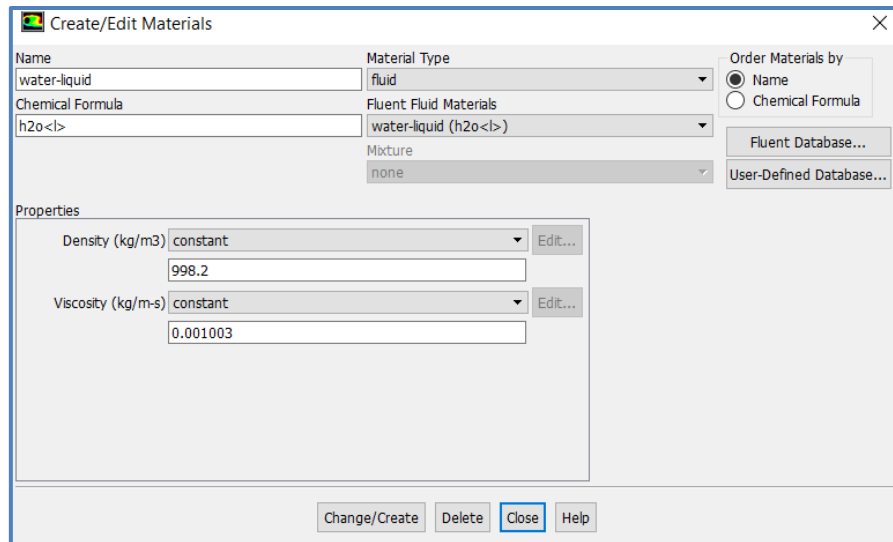 Create/Edit Materials
Name
water-liquid
Chemical Formula
h2o<l>
Material Type
fluid
Fluent Fluid Materials
water-liquid (h2o<l>)
Mixture
none
Order Materials by
Name
Chemical Formula
Fluent Database...
User-Defined Database...
Properties
Density (kg/m3) constant Edit...
998.2
Viscosity (kg/m-s) constant Edit...
0.001003
Change/Create Delete Close Help